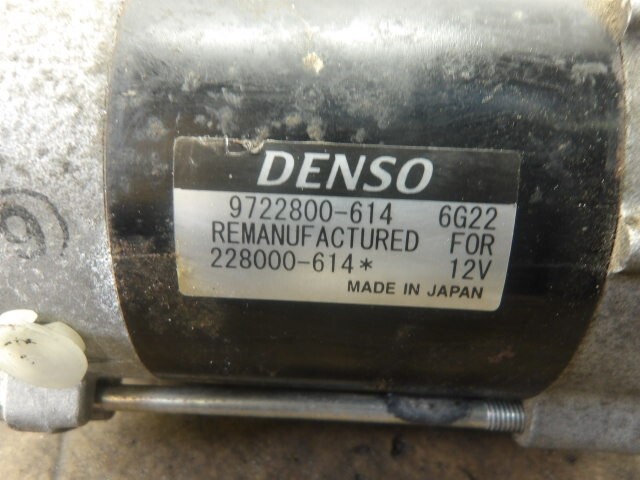 DENSO
9722800-614 6G22
REMANUFACTURED FOR
228000-614* 12V
MADE IN JAPAN